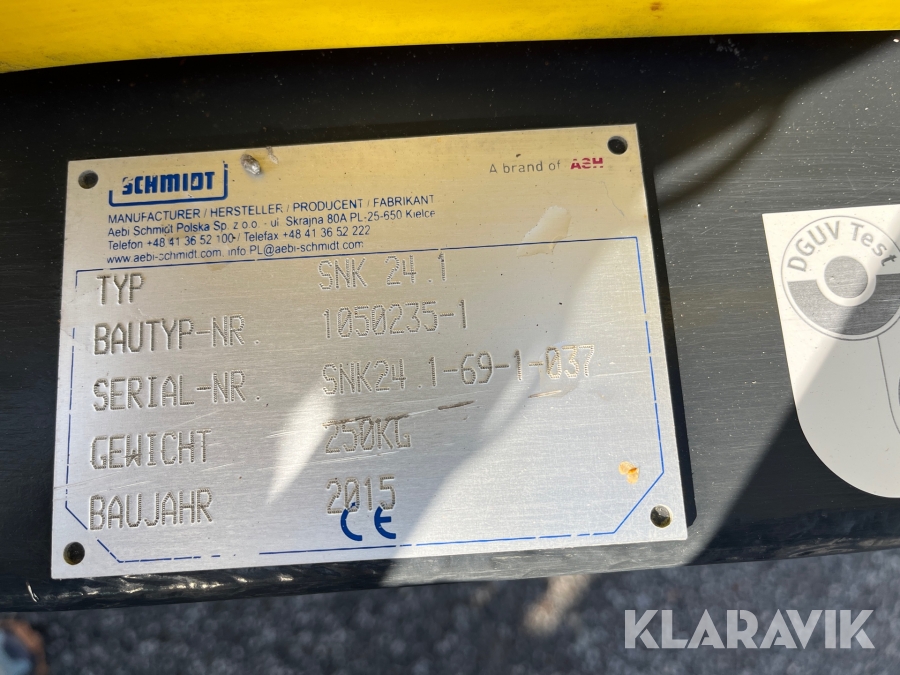 SCHMIDT
A brand of ASH
MANUFACTURER / HERSTELLER / PRODUCENT / FABRIKANT
Aebi Schmidt Polska Sp. z o.o. - ul. Skrajna 80A PL-25-650 Kielce
Telefon +48 41 36 52 100 / Telefax +48 41 36 52 222
www.aebi-schmidt.com, info PL@aebi-schmidt.com
TYP SNK 24.1
BAUTYP-NR. 1050235-1
SERIAL-NR. SNK24.1-69-1-037
GEWICHT 250KG
BAUJAHR 2015
CE
DGUV Test
KLARAVIK